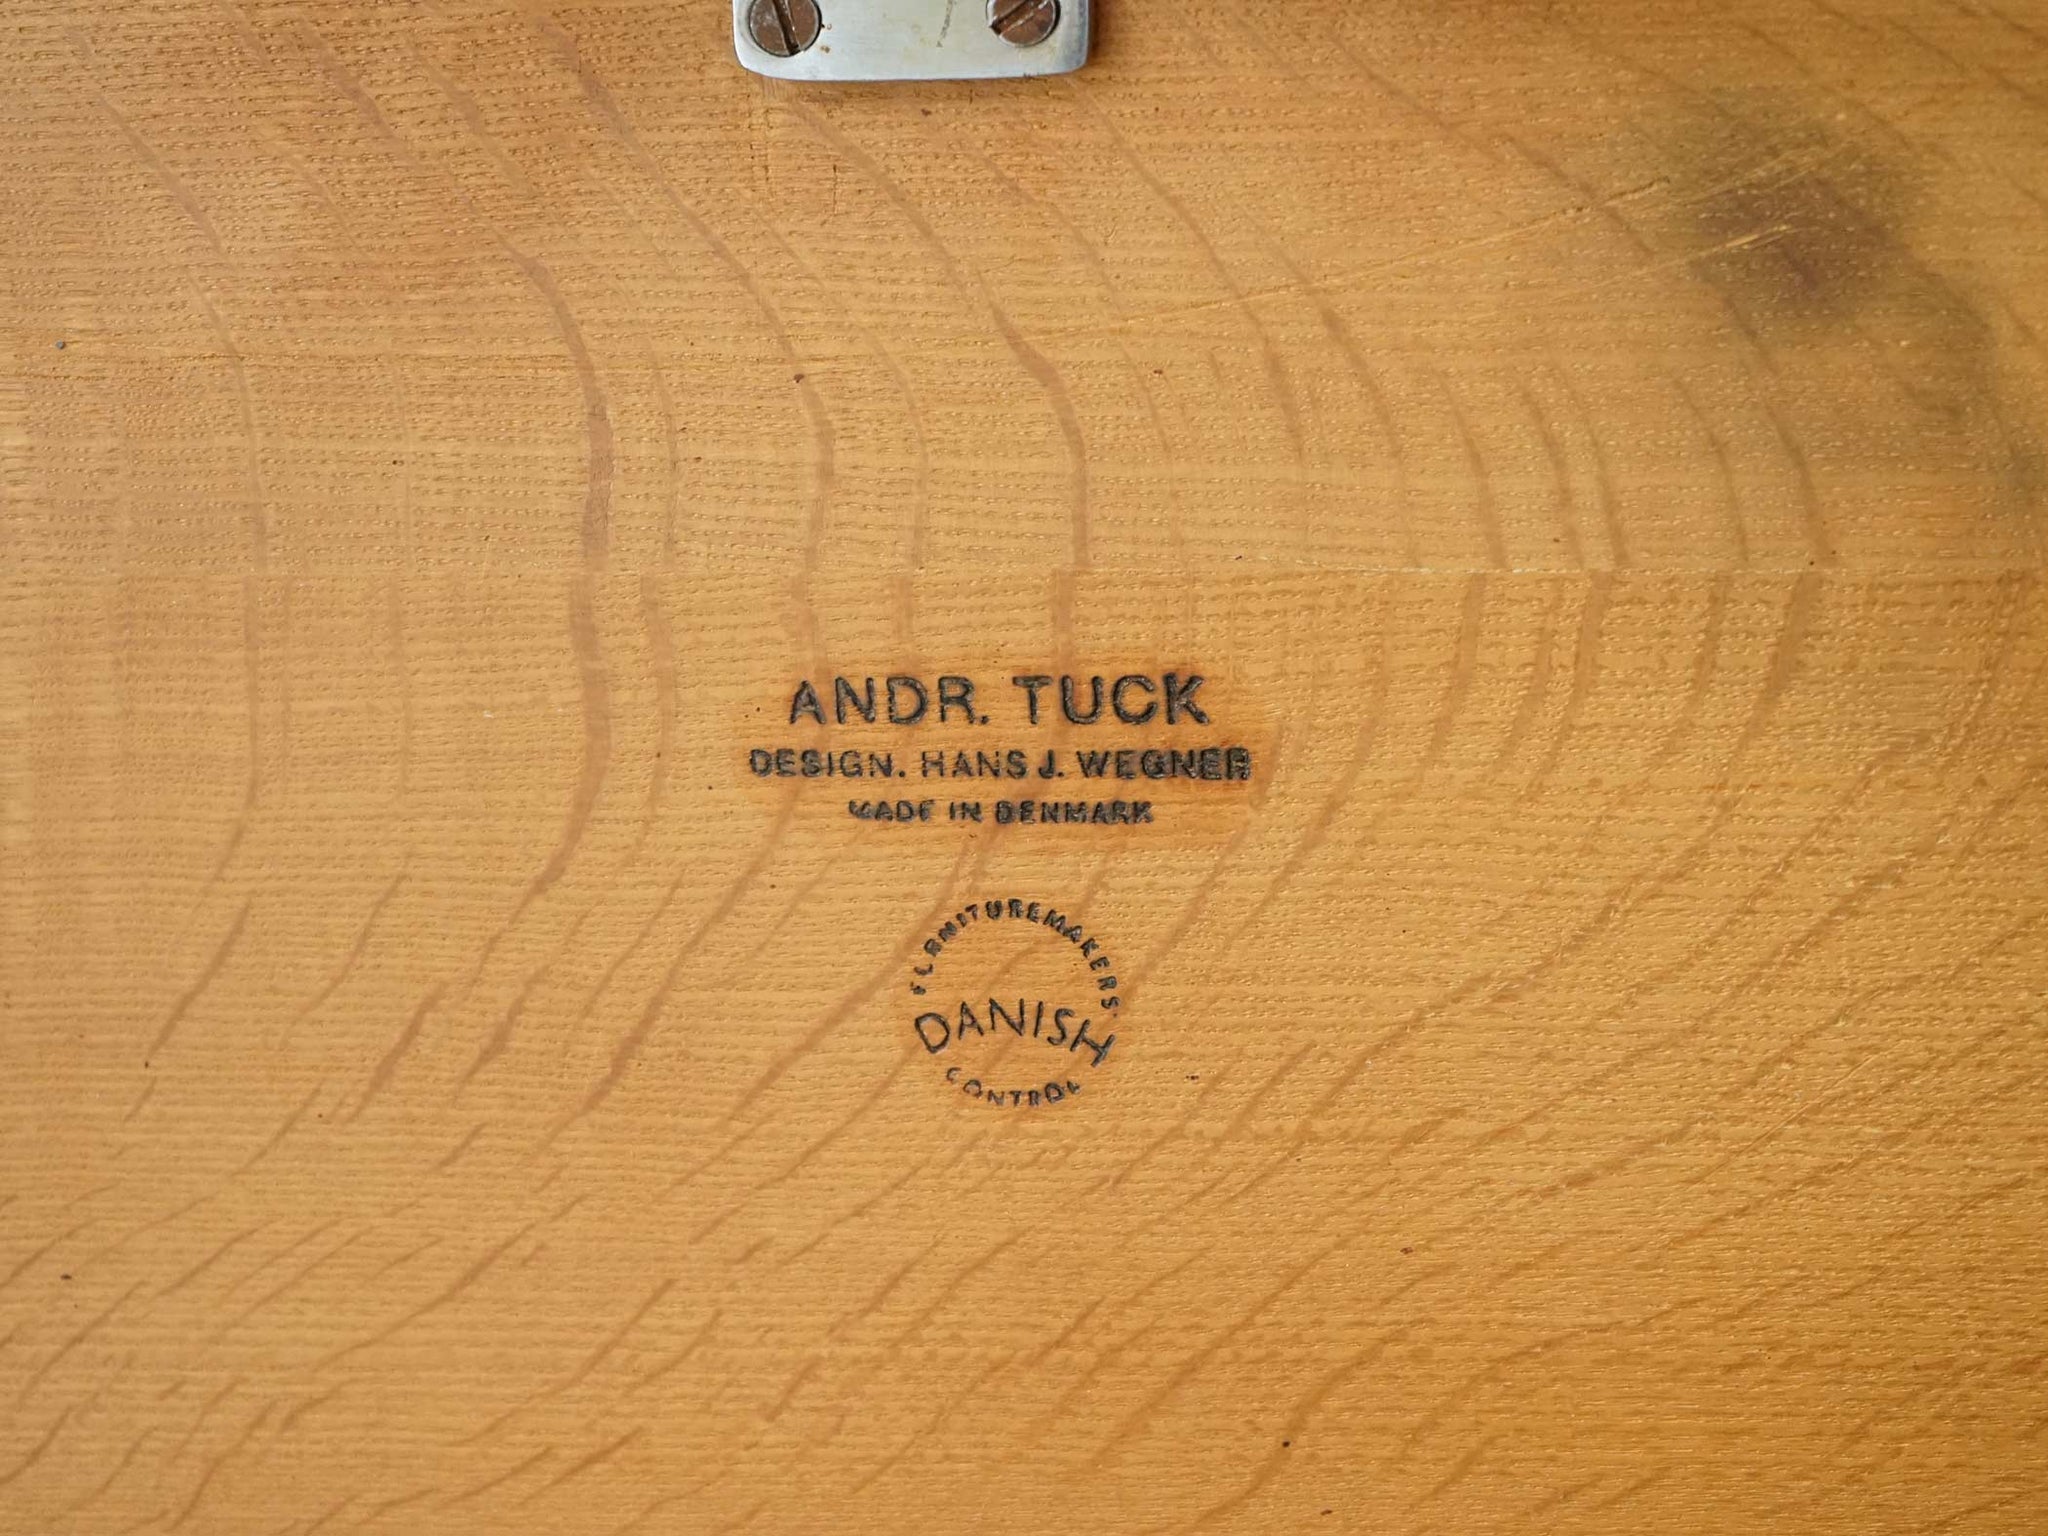 ANDR. TUCK
DESIGN. HANS J. WEGNER
MADE IN DENMARK
FURNITUREMAKERS
DANISH
CONTROL